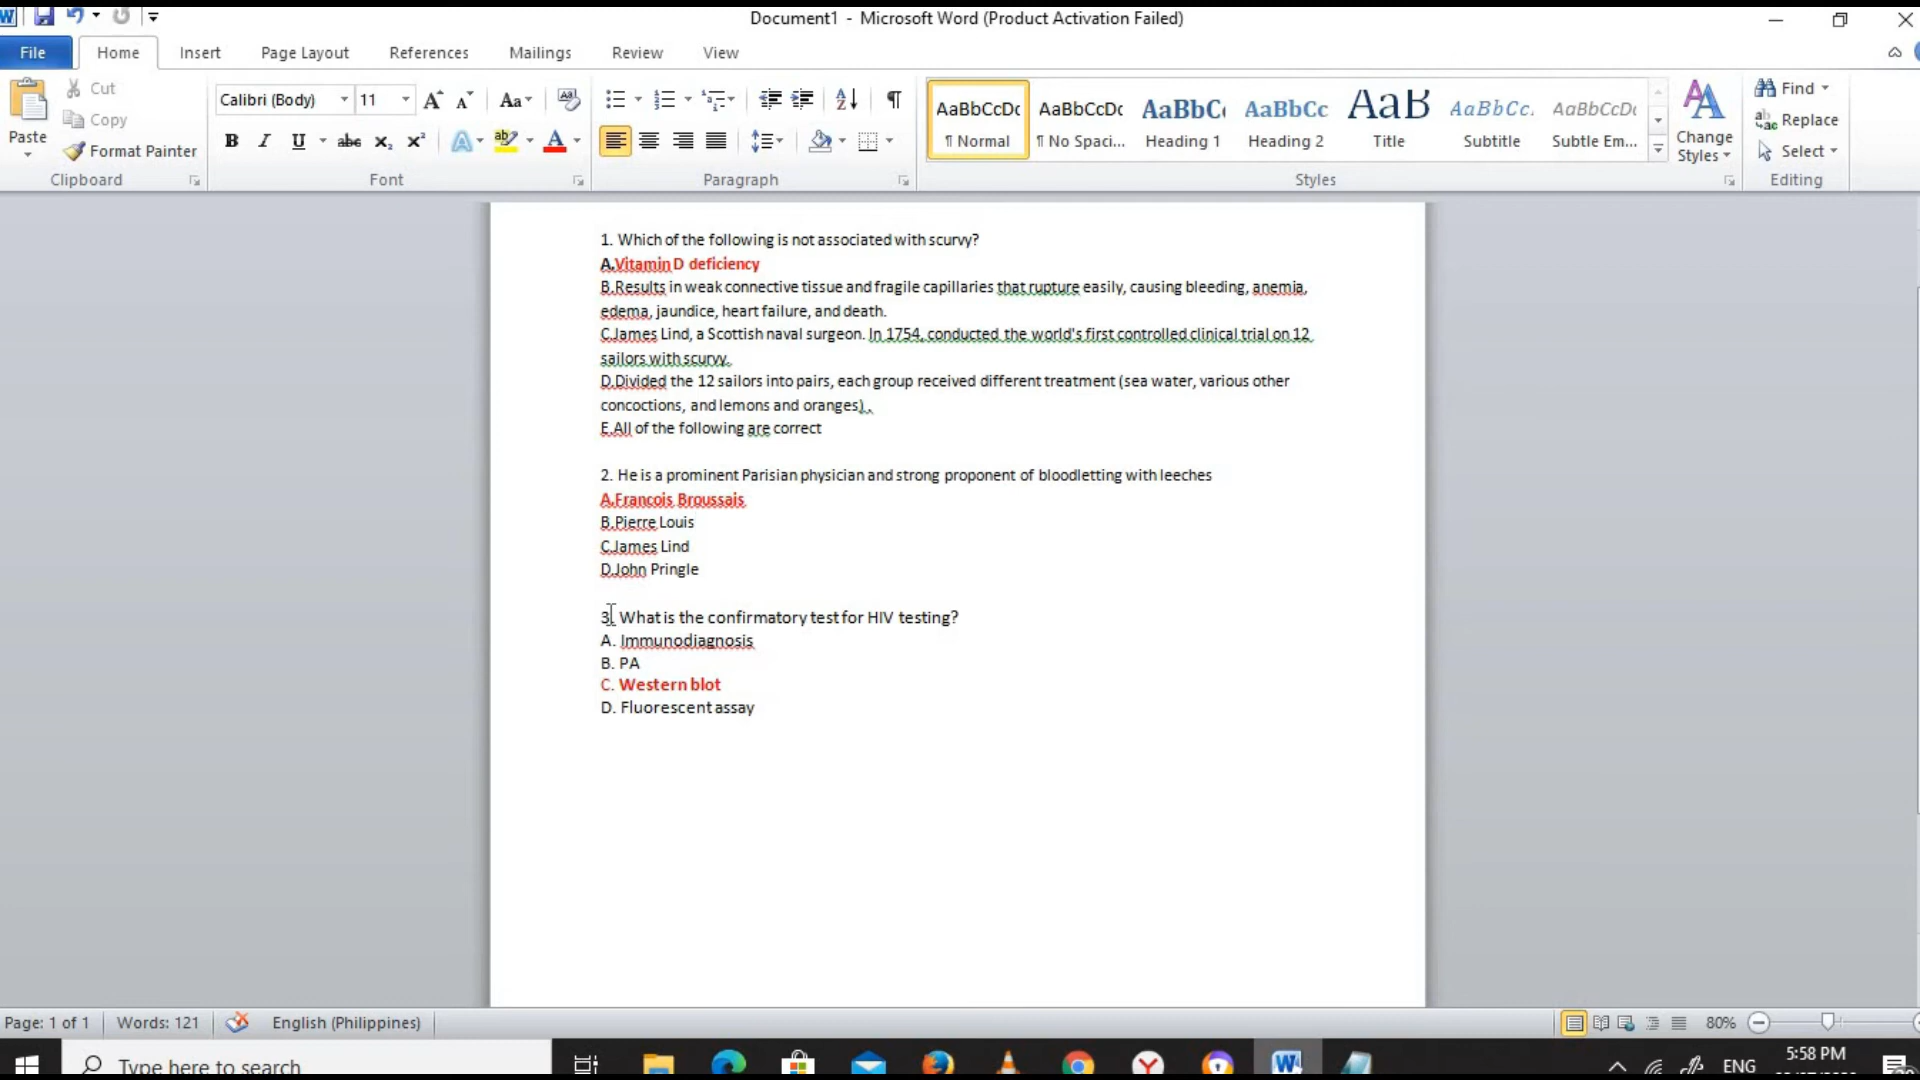 Document1 - Microsoft Word (Product Activation Failed)
File Home Insert Page Layout References Mailings Review View
Paste
Cut
Copy
Format Painter
Clipboard
Calibri (Body) 11
Font
Paragraph
AaBbCcDc AaBbCcDc AaBbC AaBbCc AaB AaBbCc. AaBbCcDc
¶ Normal ¶ No Spaci... Heading 1 Heading 2 Title Subtitle Subtle Em...
Change
Styles
Styles
Find
Replace
Select
Editing
1. Which of the following is not associated with scurvy?
A.Vitamin D deficiency
B.Results in weak connective tissue and fragile capillaries that rupture easily, causing bleeding, anemia,
edema, jaundice, heart failure, and death.
C.James Lind, a Scottish naval surgeon. In 1754, conducted the world's first controlled clinical trial on 12
sailors with scurvy.
D.Divided the 12 sailors into pairs, each group received different treatment (sea water, various other
concoctions, and lemons and oranges) .
E.All of the following are correct
2. He is a prominent Parisian physician and strong proponent of bloodletting with leeches
A.Francois Broussais
B.Pierre Louis
C.James Lind
D.John Pringle
3. What is the confirmatory test for HIV testing?
A. Immunodiagnosis
B. PA
C. Western blot
D. Fluorescent assay
Page: 1 of 1 Words: 121 English (Philippines) 80%
Type here to search
ENG
5:58 PM